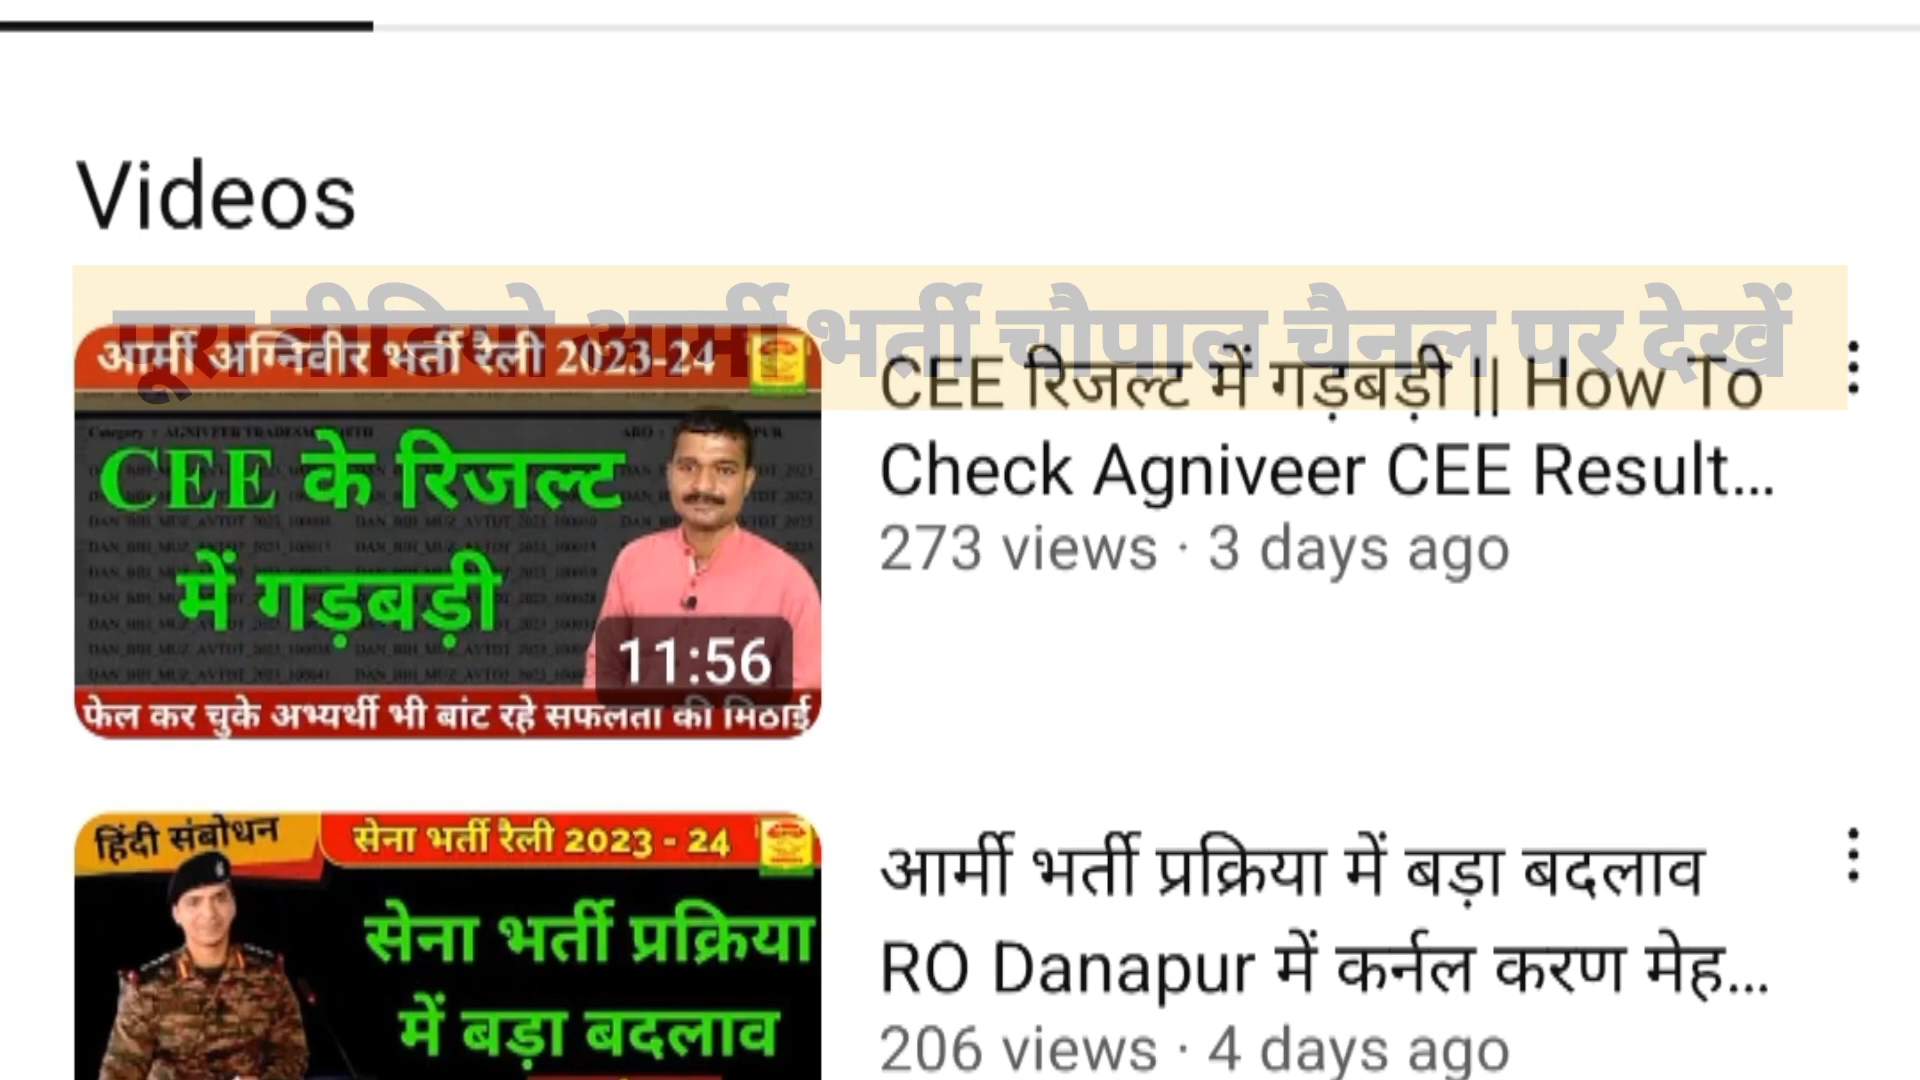 Videos
पूरा वीडियो आर्मी भर्ती चौपाल चैनल पर देखें
आर्मी अग्निवीर भर्ती रैली 2023-24
CEE के रिजल्ट
में गड़बड़ी
11:56
फेल कर चुके अभ्यर्थी भी बांट रहे सफलता की मिठाई
CEE रिजल्ट में गड़बड़ी || How To
Check Agniveer CEE Result...
273 views · 3 days ago
हिंदी संबोधन
सेना भर्ती रैली 2023 - 24
सेना भर्ती प्रक्रिया
में बड़ा बदलाव
आर्मी भर्ती प्रक्रिया में बड़ा बदलाव
RO Danapur में कर्नल करण मेह...
206 views · 4 days ago